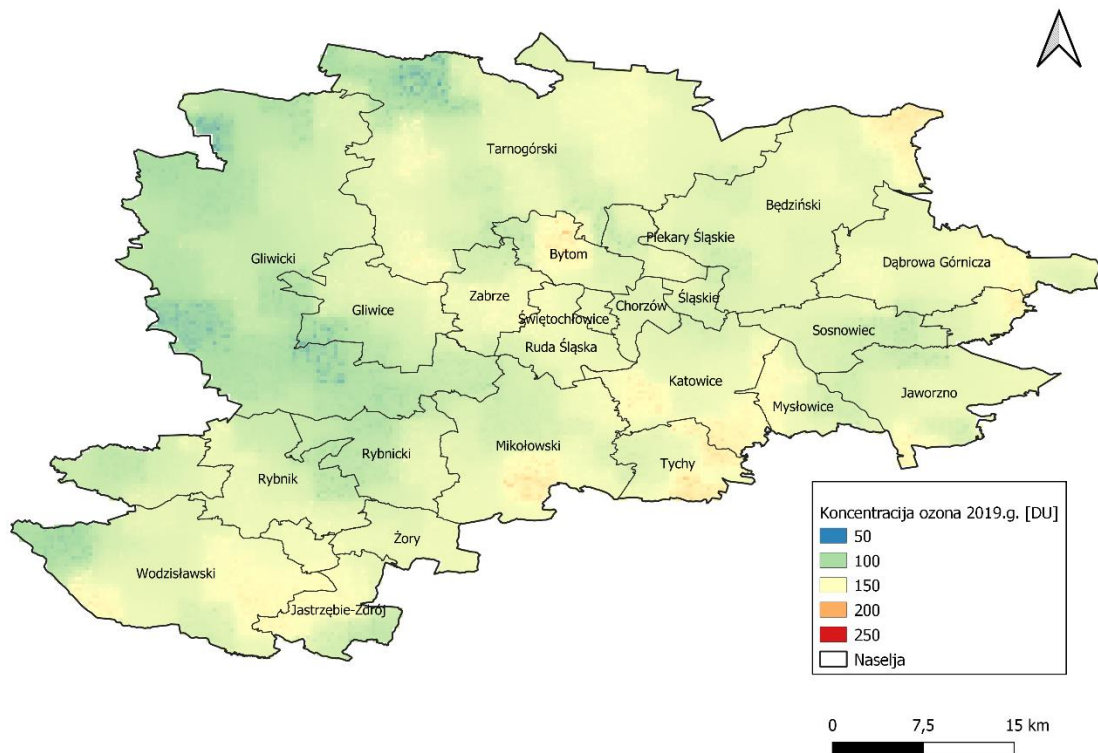 Tarnogórski
Będziński
Piekary Śląskie
Bytom
Gliwicki
Dąbrowa Górnicza
Zabrze
Gliwice
Chorzów
Śląskie
Świętochłowice
Sosnowiec
Ruda Śląska
Katowice
Jaworzno
Mysłowice
Mikołowski
Rybnicki
Tychy
Rybnik
Żory
Wodzisławski
Jastrzębie-Zdrój
Koncentracija ozona 2019.g. [DU]
50
100
150
200
250
Naselja
0 7,5 15 km